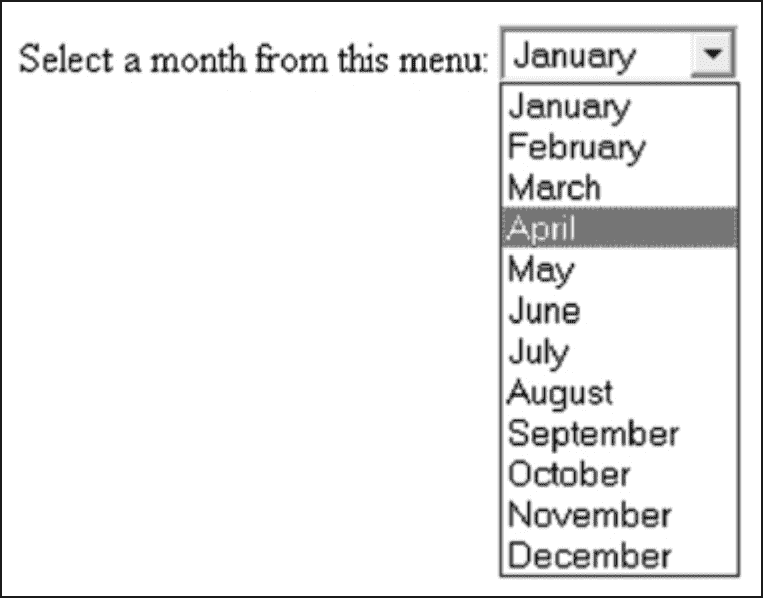 Select a month from this menu: January
January
February
March
April
May
June
July
August
September
October
November
December